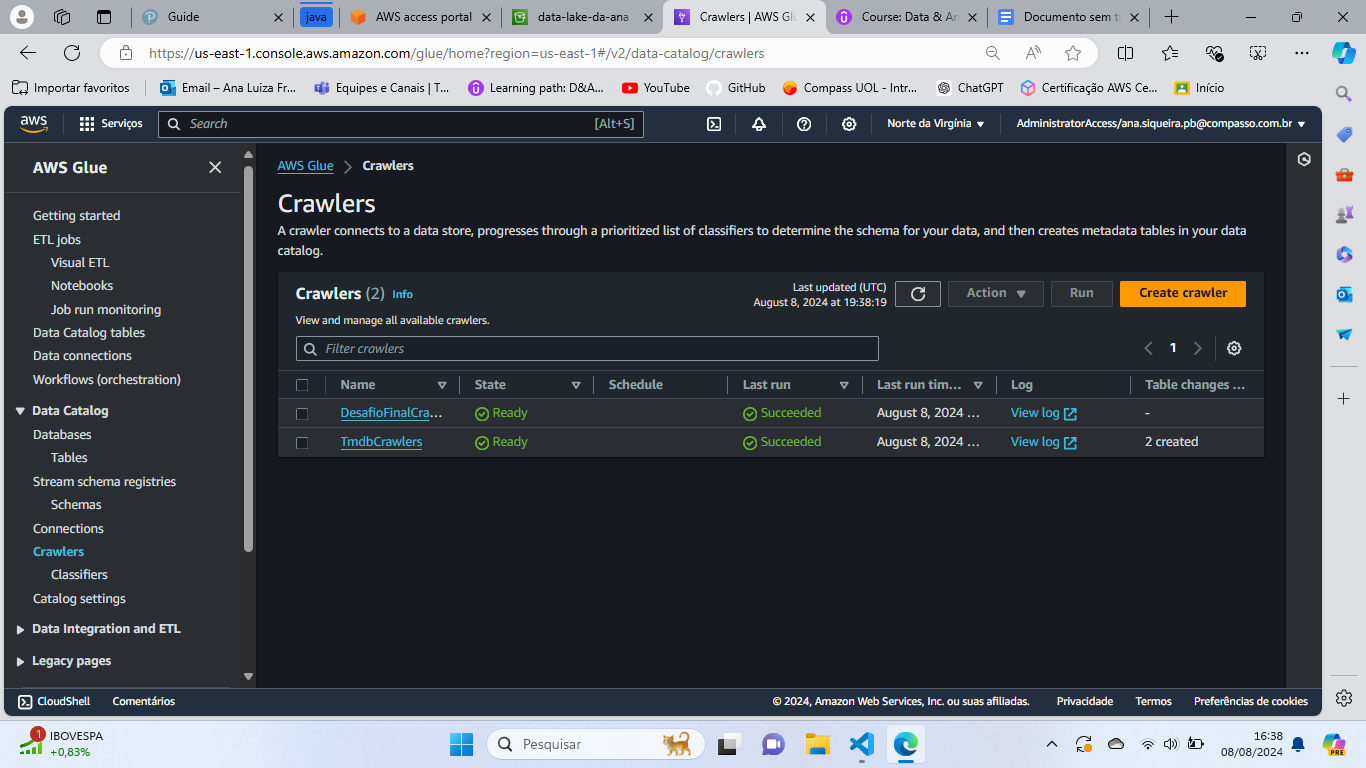 Guide
java
AWS access portal
data-lake-da-ana
Crawlers | AWS Glu
Course: Data & An
Documento sem tí
https://us-east-1.console.aws.amazon.com/glue/home?region=us-east-1#/v2/data-catalog/crawlers
Importar favoritos
Email – Ana Luiza Fr...
Equipes e Canais | T...
Learning path: D&A...
YouTube
GitHub
Compass UOL - Intr...
ChatGPT
Certificação AWS Ce...
Início
aws
Serviços
Search
[Alt+S]
Norte da Virgínia
AdministratorAccess/ana.siqueira.pb@compasso.com.br
AWS Glue
Getting started
ETL jobs
Visual ETL
Notebooks
Job run monitoring
Data Catalog tables
Data connections
Workflows (orchestration)
Data Catalog
Databases
Tables
Stream schema registries
Schemas
Connections
Crawlers
Classifiers
Catalog settings
Data Integration and ETL
Legacy pages
AWS Glue
Crawlers
Crawlers
A crawler connects to a data store, progresses through a prioritized list of classifiers to determine the schema for your data, and then creates metadata tables in your data
catalog.
Crawlers (2) Info
View and manage all available crawlers.
Last updated (UTC)
August 8, 2024 at 19:38:19
Action
Run
Create crawler
Filter crawlers
1
Name State Schedule Last run Last run tim... Log Table changes ...
DesafioFinalCra... Ready Succeeded August 8, 2024 ... View log -
TmdbCrawlers Ready Succeeded August 8, 2024 ... View log 2 created
CloudShell
Comentários
© 2024, Amazon Web Services, Inc. ou suas afiliadas.
Privacidade
Termos
Preferências de cookies
1
IBOVESPA
+0,83%
Pesquisar
16:38
08/08/2024
PRE